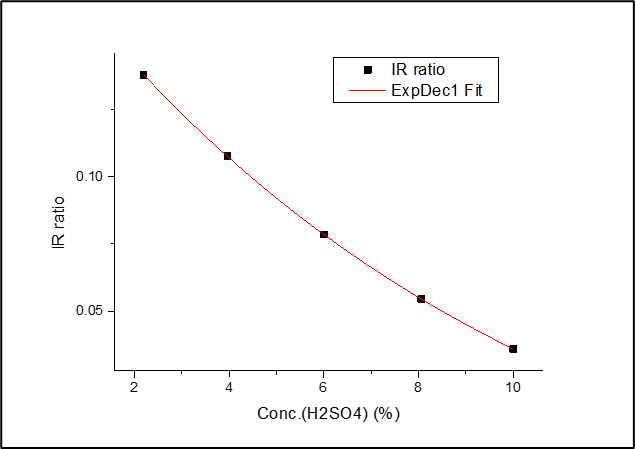 IR ratio
ExpDec1 Fit
0.10
0.05
IR ratio
2 4 6 8 10
Conc.(H2SO4) (%)